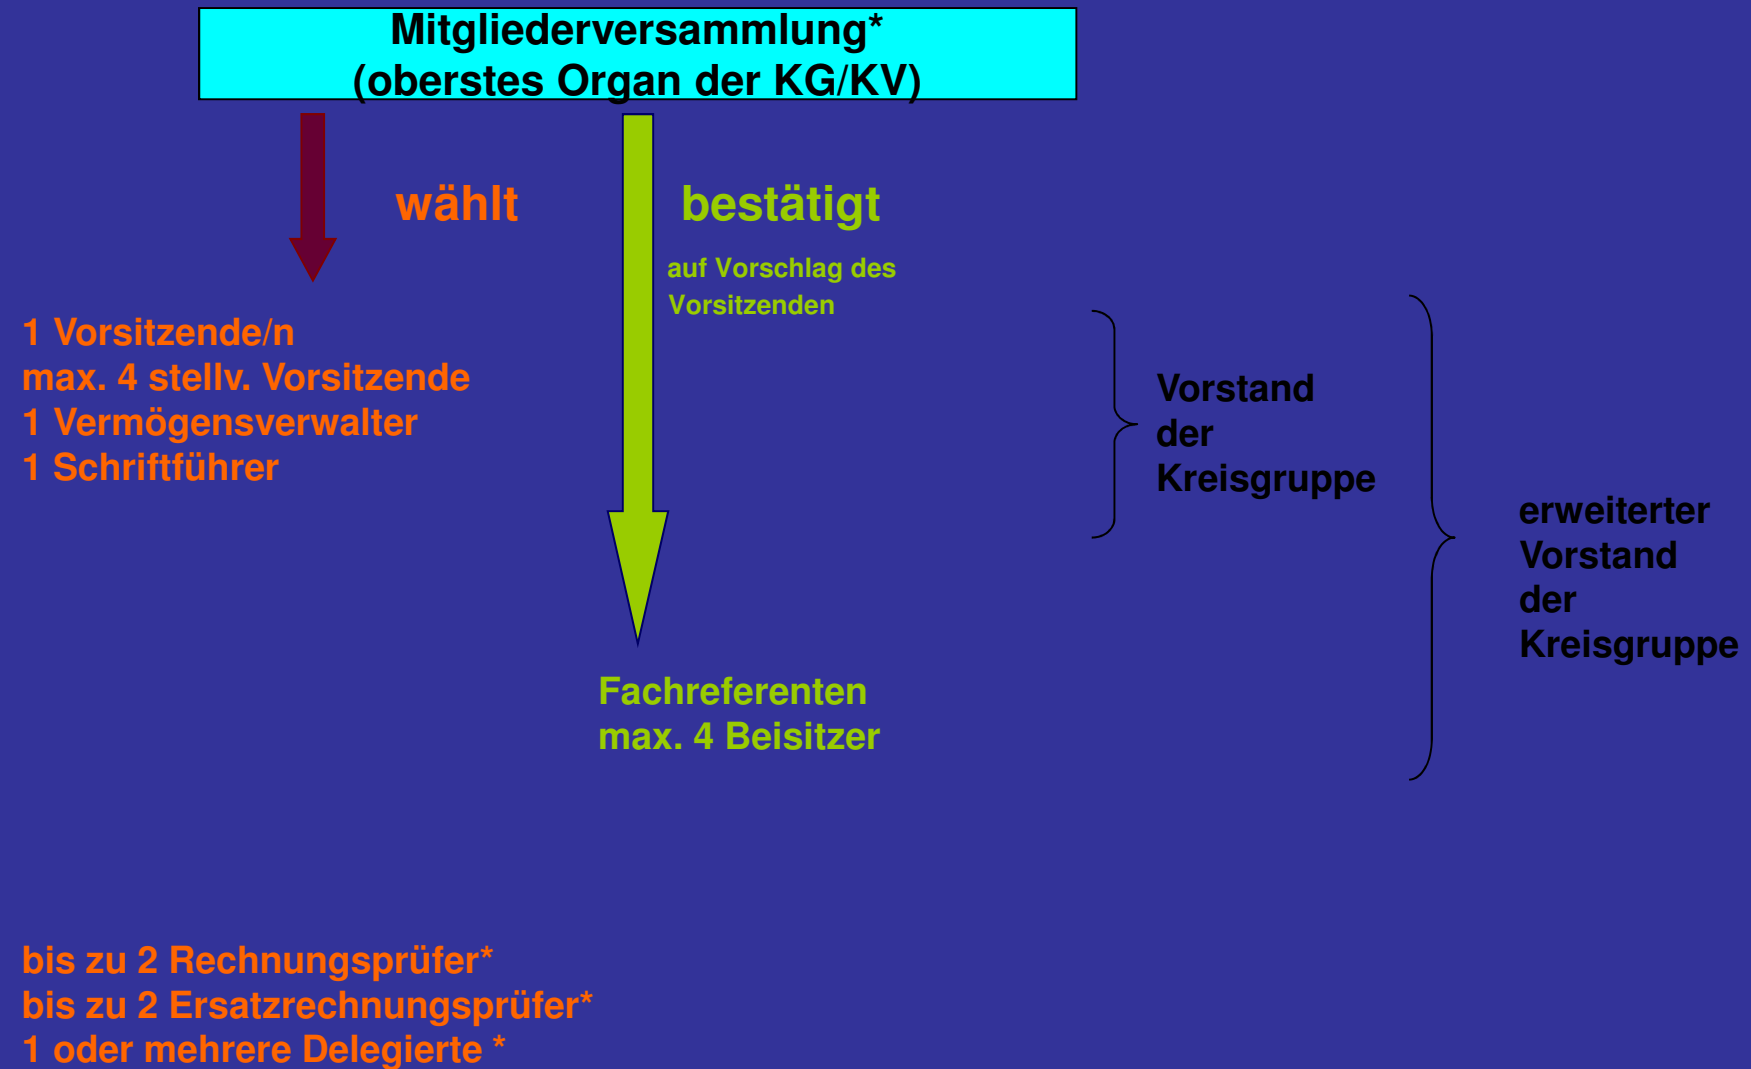 Mitgliederversammlung*
(oberstes Organ der KG/KV)
wählt
bestätigt
auf Vorschlag des
Vorsitzenden
1 Vorsitzende/n
max. 4 stellv. Vorsitzende
1 Vermögensverwalter
1 Schriftführer
Vorstand
der
Kreisgruppe
erweiterter
Vorstand
der
Kreisgruppe
Fachreferenten
max. 4 Beisitzer
bis zu 2 Rechnungsprüfer*
bis zu 2 Ersatzrechnungsprüfer*
1 oder mehrere Delegierte *